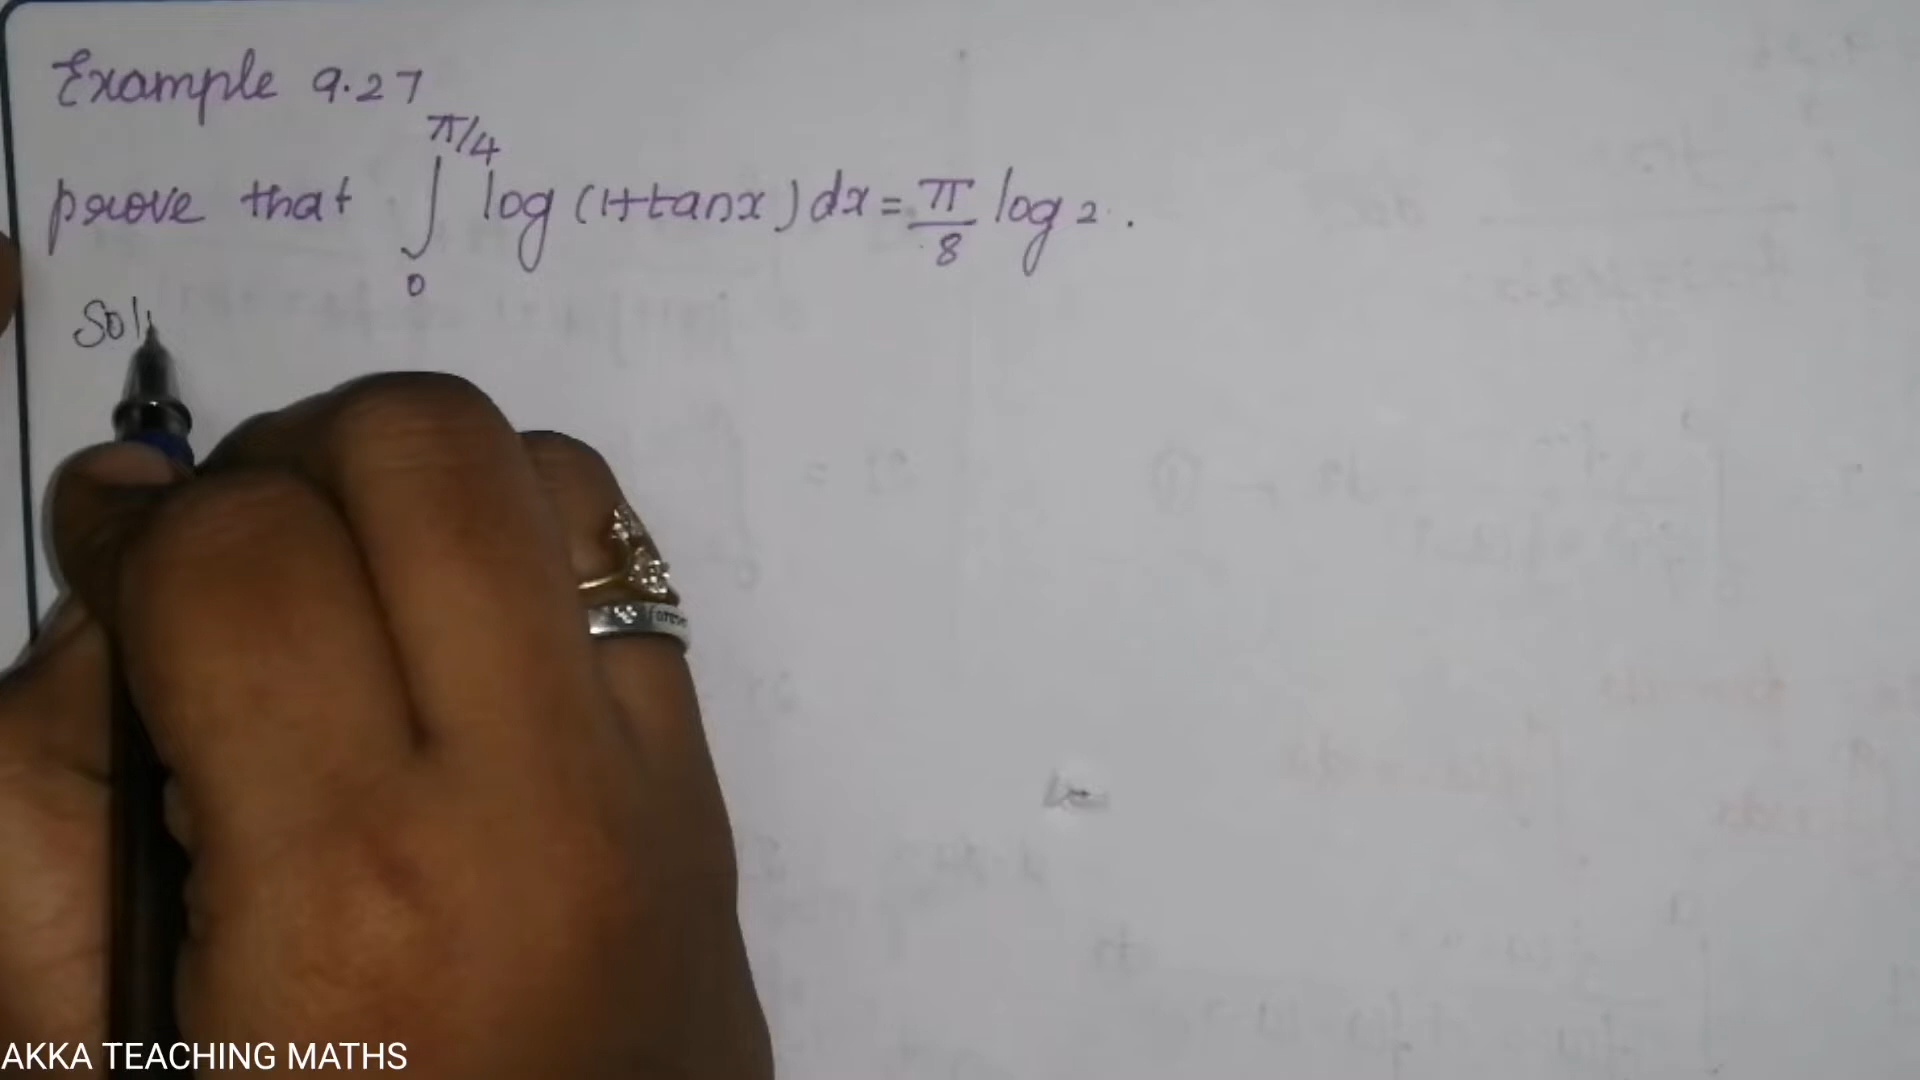 Example 9.27
prove that ∫₀^π/4 log (1+tanx) dx = π/8 log 2.
Sol
AKKA TEACHING MATHS